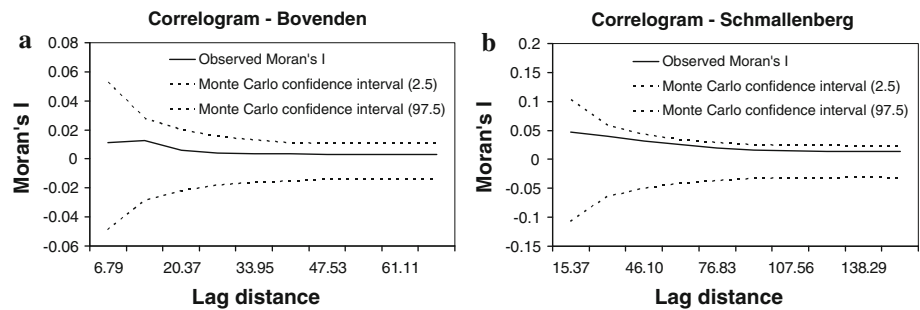 Correlogram - Bovenden
a
0.08
0.06
0.04
0.02
0
-0.02
-0.04
-0.06
Moran's I
Observed Moran's I
Monte Carlo confidence interval (2.5)
Monte Carlo confidence interval (97.5)
6.79 20.37 33.95 47.53 61.11
Lag distance
Correlogram - Schmallenberg
b
0.2
0.15
0.1
0.05
0
-0.05
-0.1
-0.15
Moran's I
Observed Moran's I
Monte Carlo confidence interval (2.5)
Monte Carlo confidence interval (97.5)
15.37 46.10 76.83 107.56 138.29
Lag distance